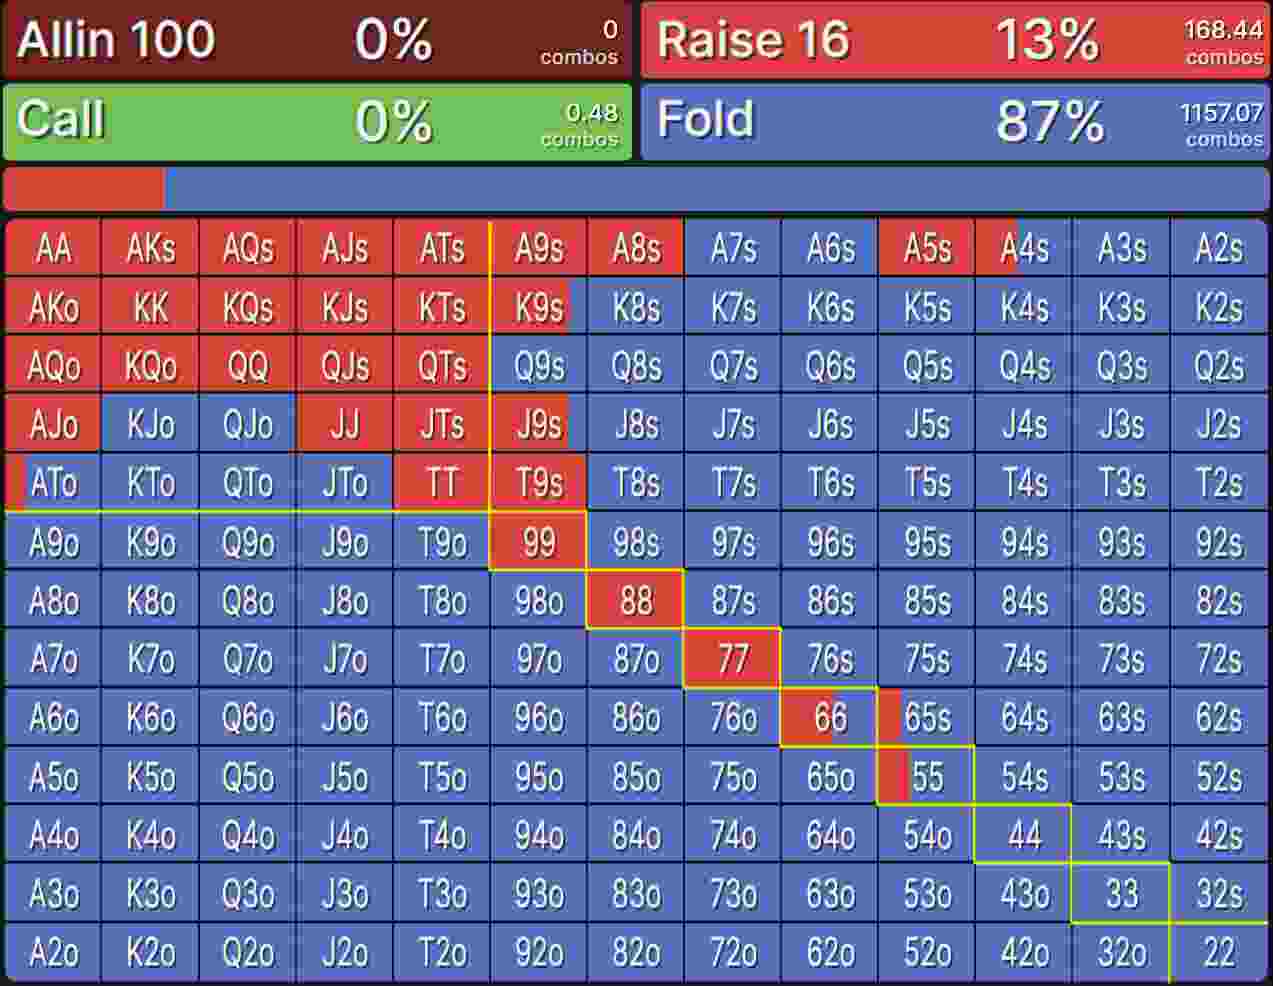 Allin 100 0% 0 combos Raise 16 13% 168.44 combos
Call 0% 0.48 combos Fold 87% 1157.07 combos
AA AKs AQs AJs ATs A9s A8s A7s A6s A5s A4s A3s A2s
AKo KK KQs KJs KTs K9s K8s K7s K6s K5s K4s K3s K2s
AQo KQo QQ QJs QTs Q9s Q8s Q7s Q6s Q5s Q4s Q3s Q2s
AJo KJo QJo JJ JTs J9s J8s J7s J6s J5s J4s J3s J2s
ATo KTo QTo JTo TT T9s T8s T7s T6s T5s T4s T3s T2s
A9o K9o Q9o J9o T9o 99 98s 97s 96s 95s 94s 93s 92s
A8o K8o Q8o J8o T8o 98o 88 87s 86s 85s 84s 83s 82s
A7o K7o Q7o J7o T7o 97o 87o 77 76s 75s 74s 73s 72s
A6o K6o Q6o J6o T6o 96o 86o 76o 66 65s 64s 63s 62s
A5o K5o Q5o J5o T5o 95o 85o 75o 65o 55 54s 53s 52s
A4o K4o Q4o J4o T4o 94o 84o 74o 64o 54o 44 43s 42s
A3o K3o Q3o J3o T3o 93o 83o 73o 63o 53o 43o 33 32s
A2o K2o Q2o J2o T2o 92o 82o 72o 62o 52o 42o 32o 22